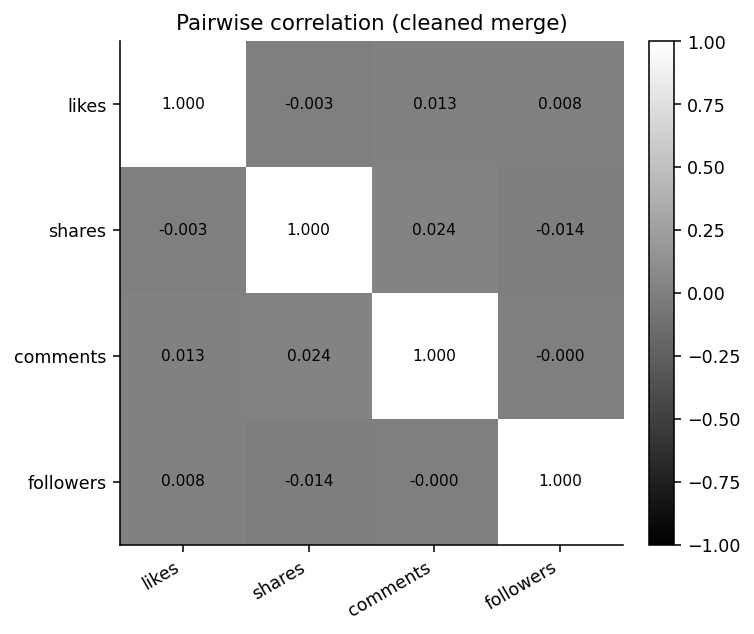 Pairwise correlation (cleaned merge)
likes 1.000 -0.003 0.013 0.008
shares -0.003 1.000 0.024 -0.014
comments 0.013 0.024 1.000 -0.000
followers 0.008 -0.014 -0.000 1.000
likes shares comments followers
1.00
0.75
0.50
0.25
0.00
−0.25
−0.50
−0.75
−1.00